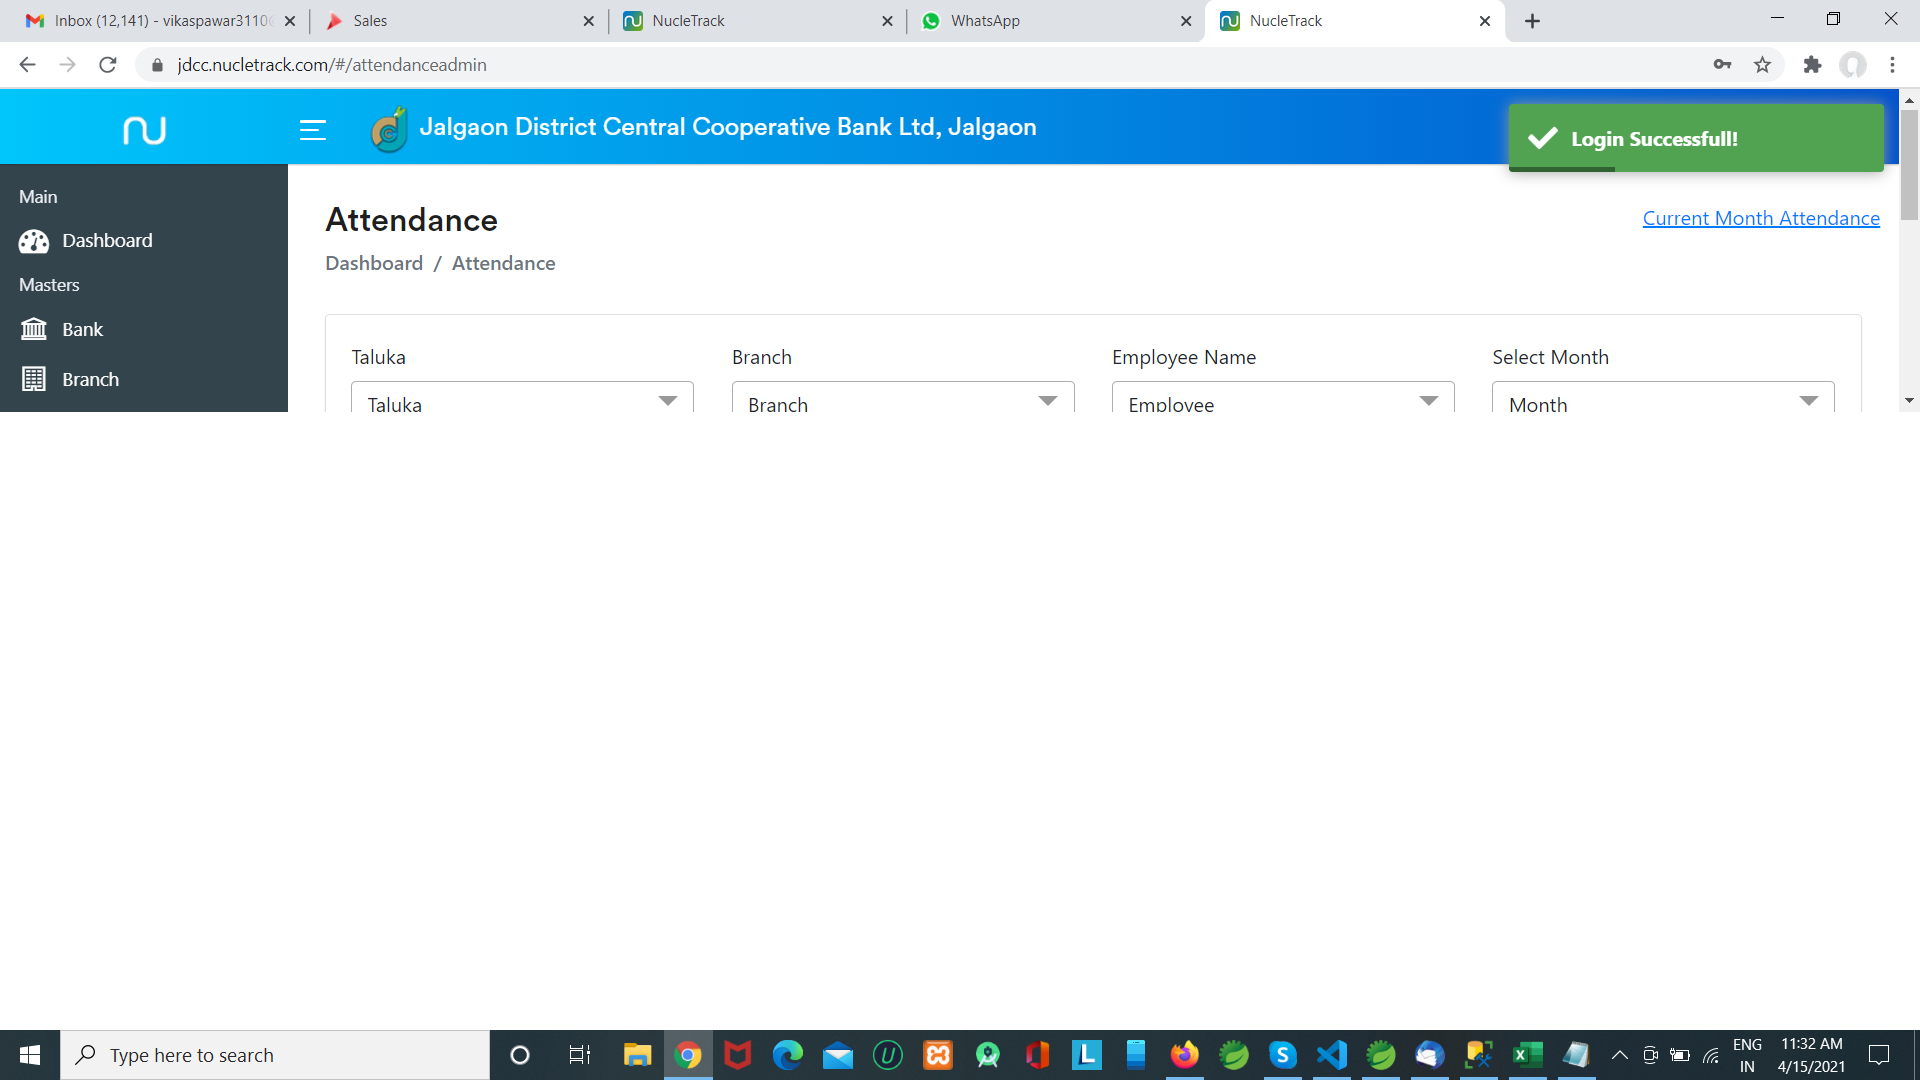 Inbox (12,141) - vikaspawar3110
Sales
NucleTrack
WhatsApp
NucleTrack
jdcc.nucletrack.com/#/attendanceadmin
Jalgaon District Central Cooperative Bank Ltd, Jalgaon
Login Successfull!
Main
Dashboard
Masters
Bank
Branch
Attendance
Current Month Attendance
Dashboard / Attendance
Taluka
Branch
Employee Name
Select Month
Taluka
Branch
Employee
Month
Type here to search
ENG
IN
11:32 AM
4/15/2021